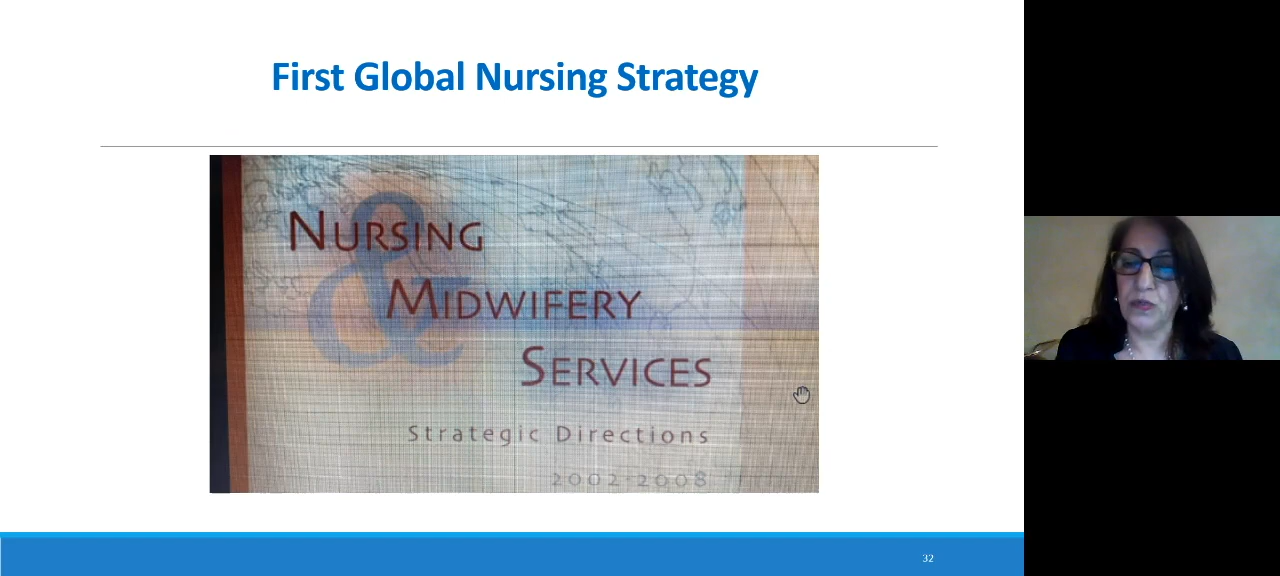 First Global Nursing Strategy
NURSING
&
MIDWIFERY
SERVICES
Strategic Directions
2002-2008
32